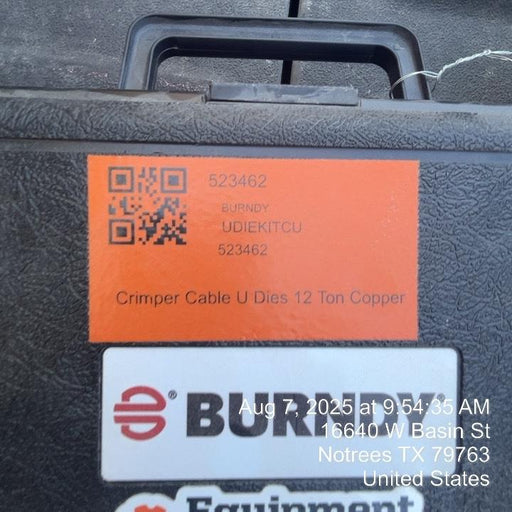 523462
BURNDY
UDIEKITCU
523462
Crimper Cable U Dies 12 Ton Copper
BURNDY®
Aug 7, 2025 at 9:54:35 AM
16640 W Basin St
Notrees TX 79763
United States
Equipment